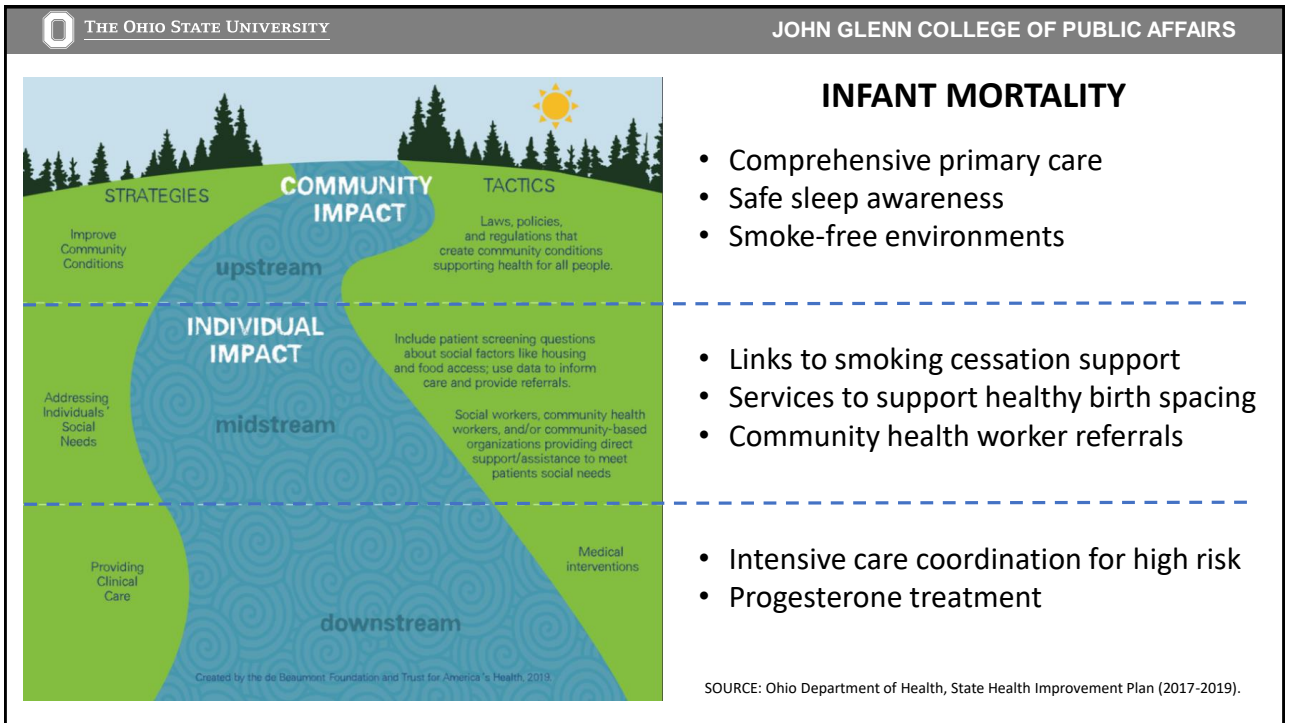 THE OHIO STATE UNIVERSITY
JOHN GLENN COLLEGE OF PUBLIC AFFAIRS
STRATEGIES
COMMUNITY
IMPACT
TACTICS
Improve
Community
Conditions
upstream
Laws, policies,
and regulations that
create community conditions
supporting health for all people.
INDIVIDUAL
IMPACT
Include patient screening questions
about social factors like housing
and food access; use data to inform
care and provide referrals.
Addressing
Individuals'
Social
Needs
midstream
Social workers, community health
workers, and/or community-based
organizations providing direct
support/assistance to meet
patients social needs
Providing
Clinical
Care
Medical
interventions
downstream
Created by the de Beaumont Foundation and Trust for America's Health, 2019.
INFANT MORTALITY
• Comprehensive primary care
• Safe sleep awareness
• Smoke-free environments
• Links to smoking cessation support
• Services to support healthy birth spacing
• Community health worker referrals
• Intensive care coordination for high risk
• Progesterone treatment
SOURCE: Ohio Department of Health, State Health Improvement Plan (2017-2019).